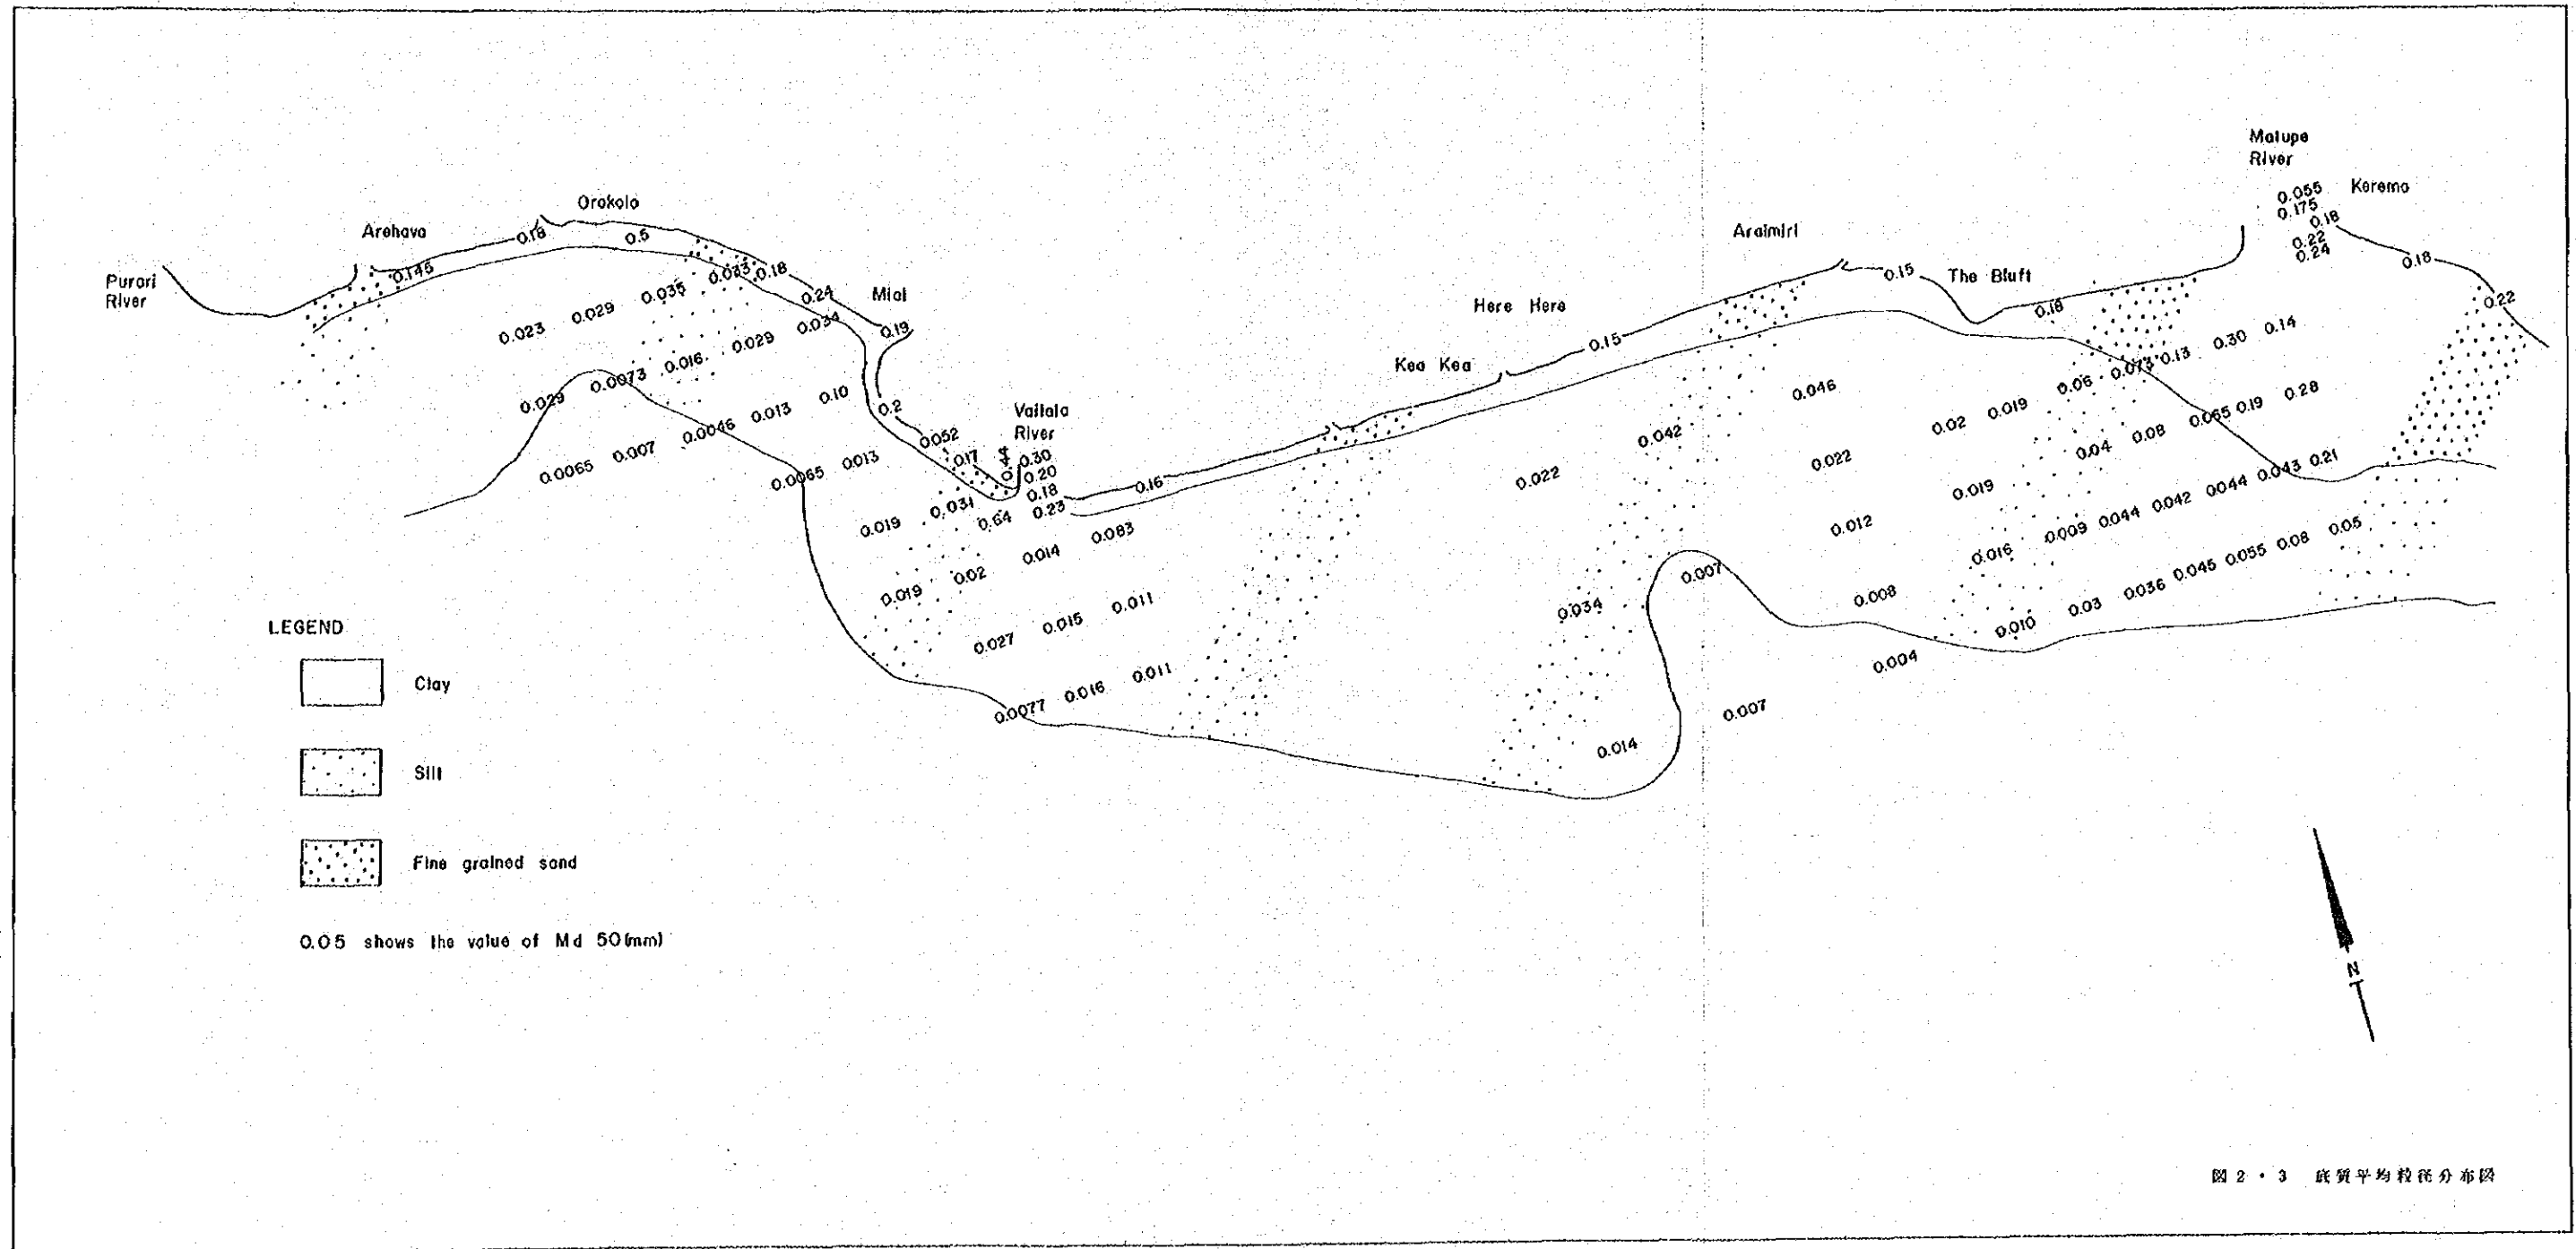 Matupe
River
Kerema
Orokolo
Arehava
Araimiri
Purari
River
Miai
The Bluft
Here Here
Kea Kea
Vailala
River
0.055
0.175
0.18
0.22
0.24
0.18
0.22
0.18
0.5
0.145
0.023 0.029 0.035 0.023 0.18
0.24
0.19
0.029 0.0073 0.016 0.029 0.034
0.2
0.0065 0.007 0.0046 0.013 0.10
0.052
0.17
0.30
0.20
0.18
0.23
0.64
0.0065 0.013
0.019 0.031
0.16
0.15
0.15
0.18
0.014 0.083
0.019 0.02
0.027 0.015 0.011
0.0077 0.016 0.011
0.022 0.042 0.046
0.022
0.02 0.019 0.06 0.073 0.13 0.30 0.14
0.019 0.04 0.08 0.065 0.19 0.28
0.012
0.016 0.009 0.044 0.042 0.044 0.043 0.21
0.034 0.007
0.008
0.010 0.03 0.036 0.045 0.055 0.08 0.05
0.014 0.007 0.004
LEGEND
Clay
Silt
Fine grained sand
0.05 shows the value of Md 50(mm)
N
図2・3 底質平均粒径分布図